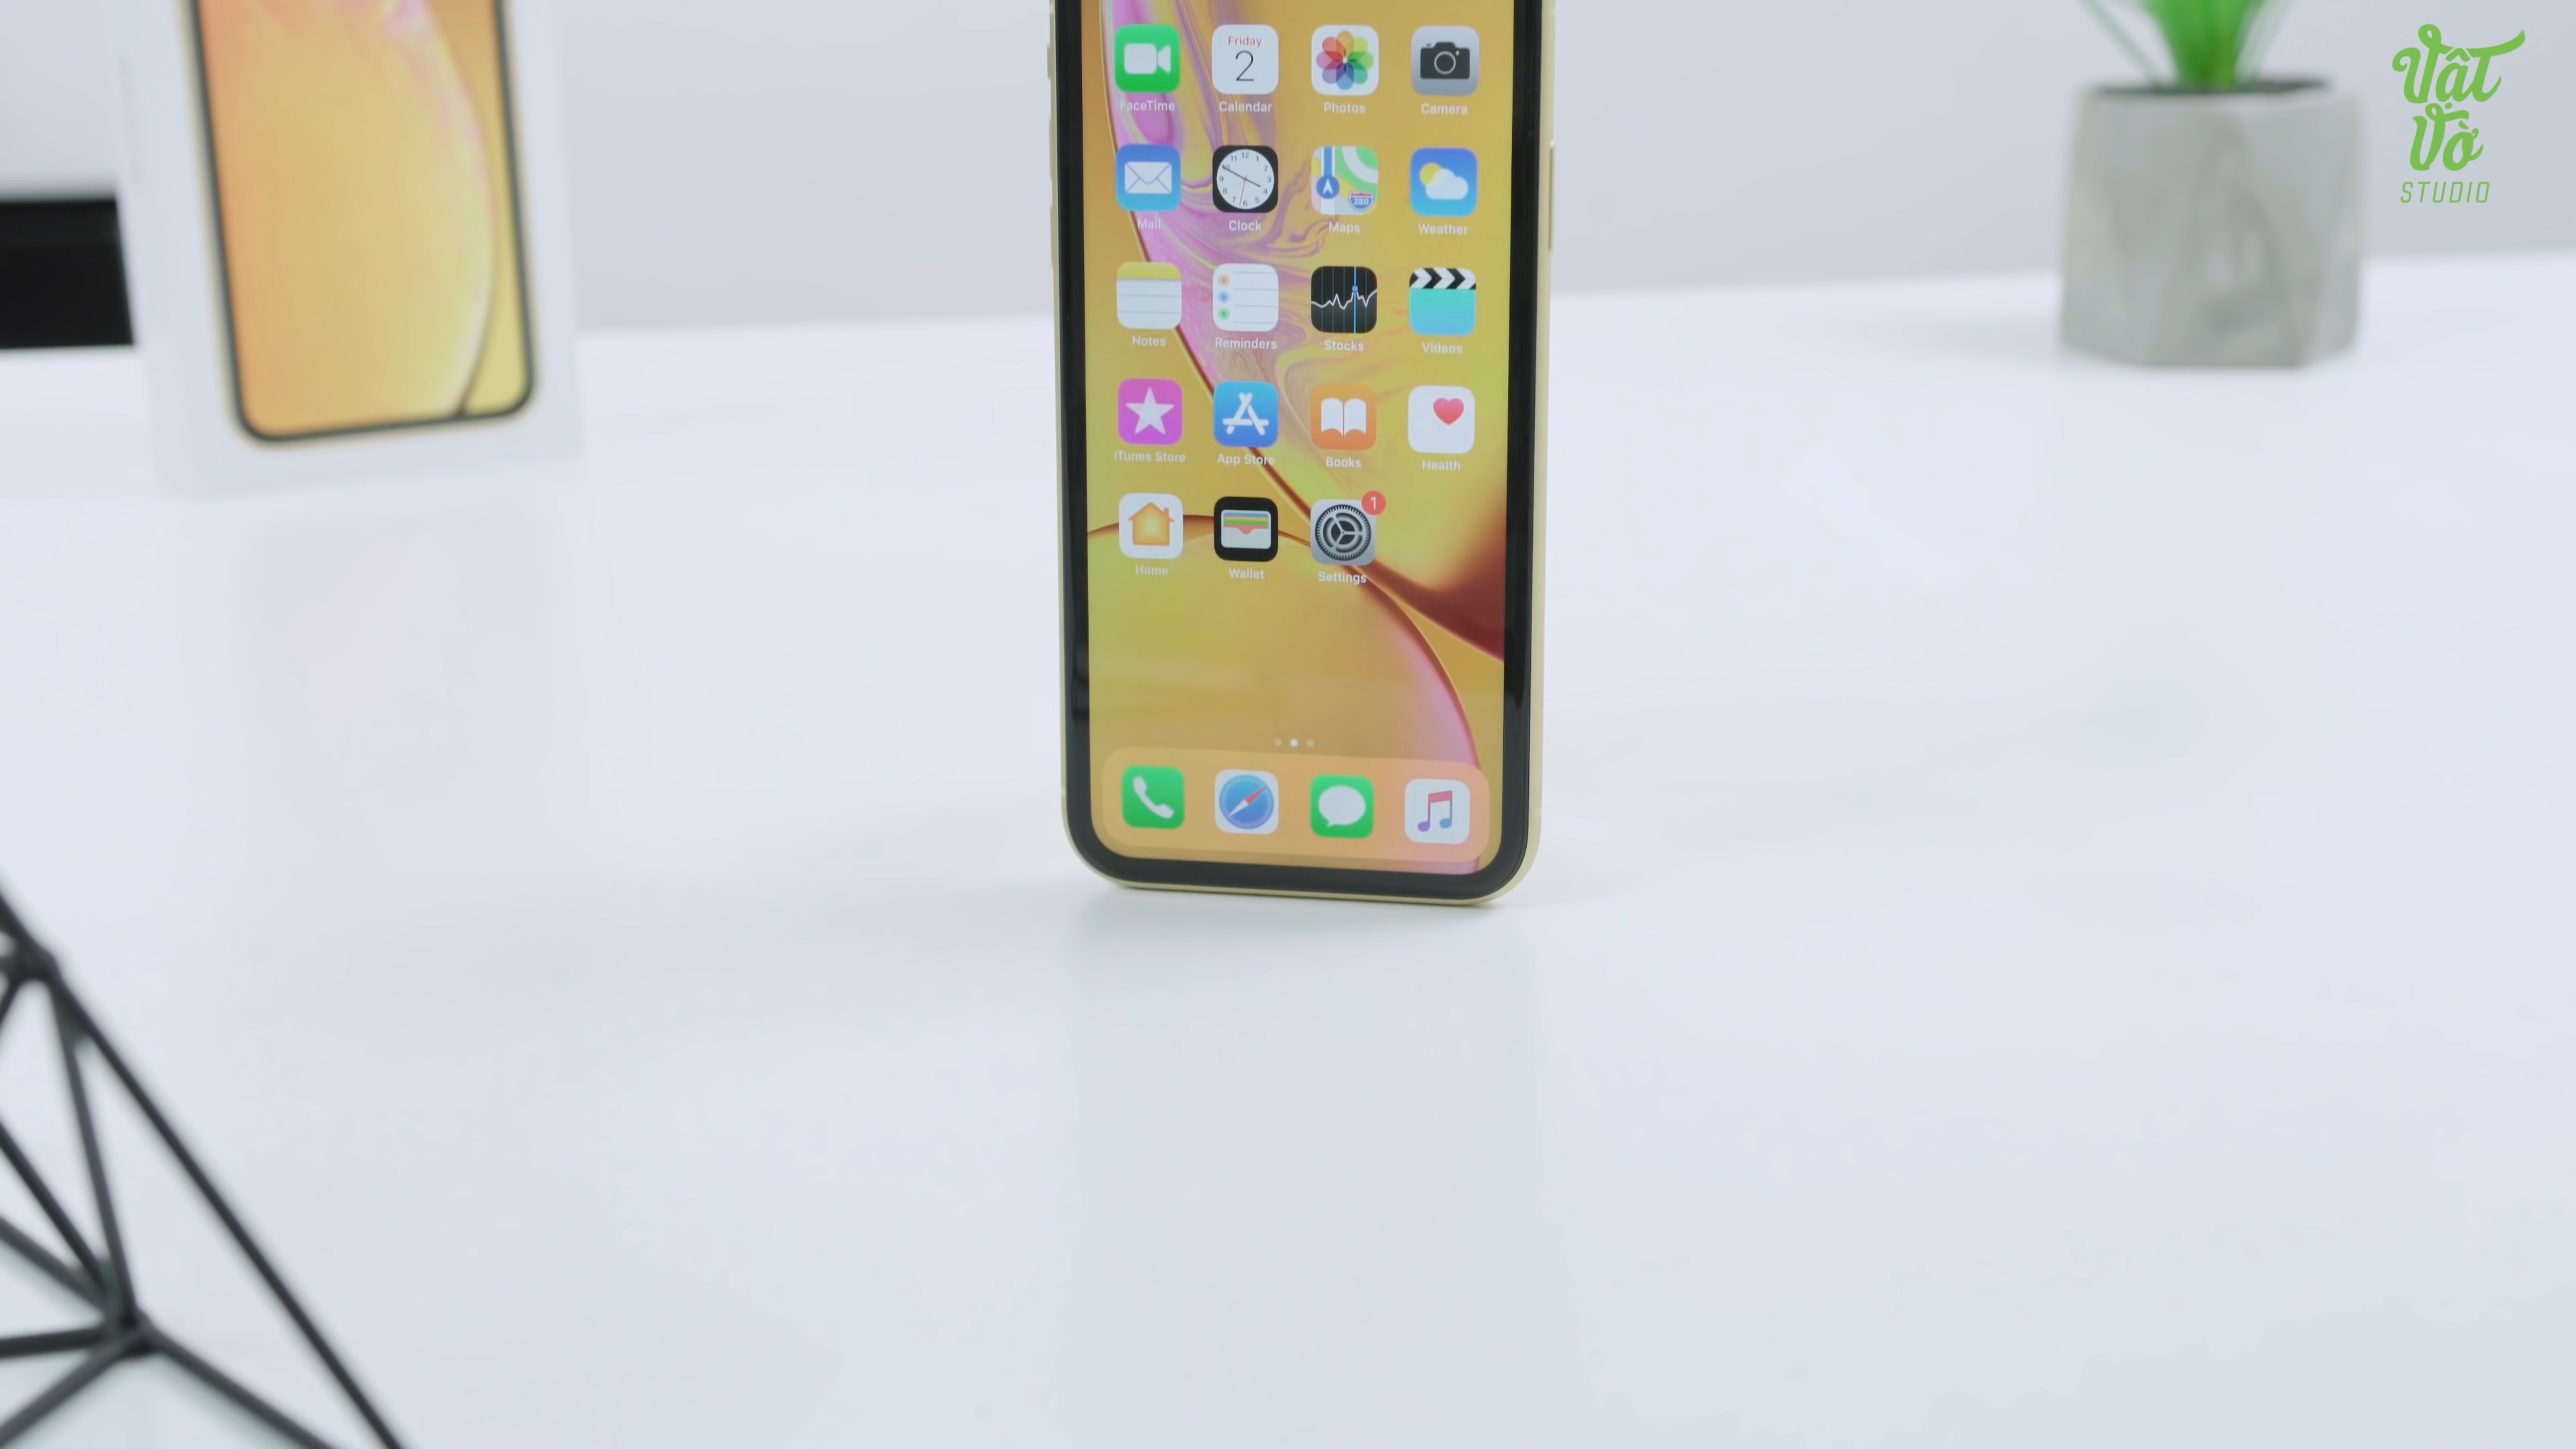 Vật
Vờ
STUDIO
Friday
2
FaceTime
Calendar
Photos
Camera
Mail
Clock
Maps
Weather
Notes
Reminders
Stocks
Videos
iTunes Store
App Store
Books
Health
1
Home
Wallet
Settings